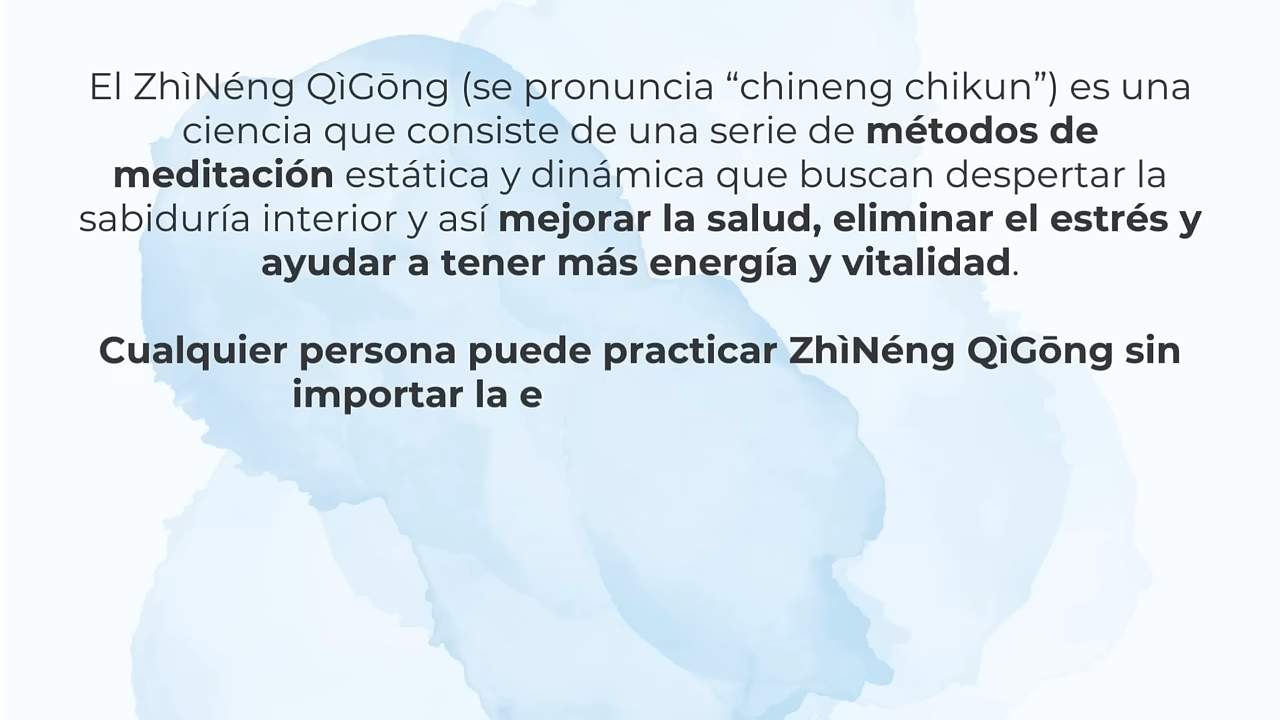 El ZhìNéng QìGōng (se pronuncia “chineng chikun”) es una
ciencia que consiste de una serie de métodos de
meditación estática y dinámica que buscan despertar la
sabiduría interior y así mejorar la salud, eliminar el estrés y
ayudar a tener más energía y vitalidad.
Cualquier persona puede practicar ZhìNéng QìGōng sin
importar la e